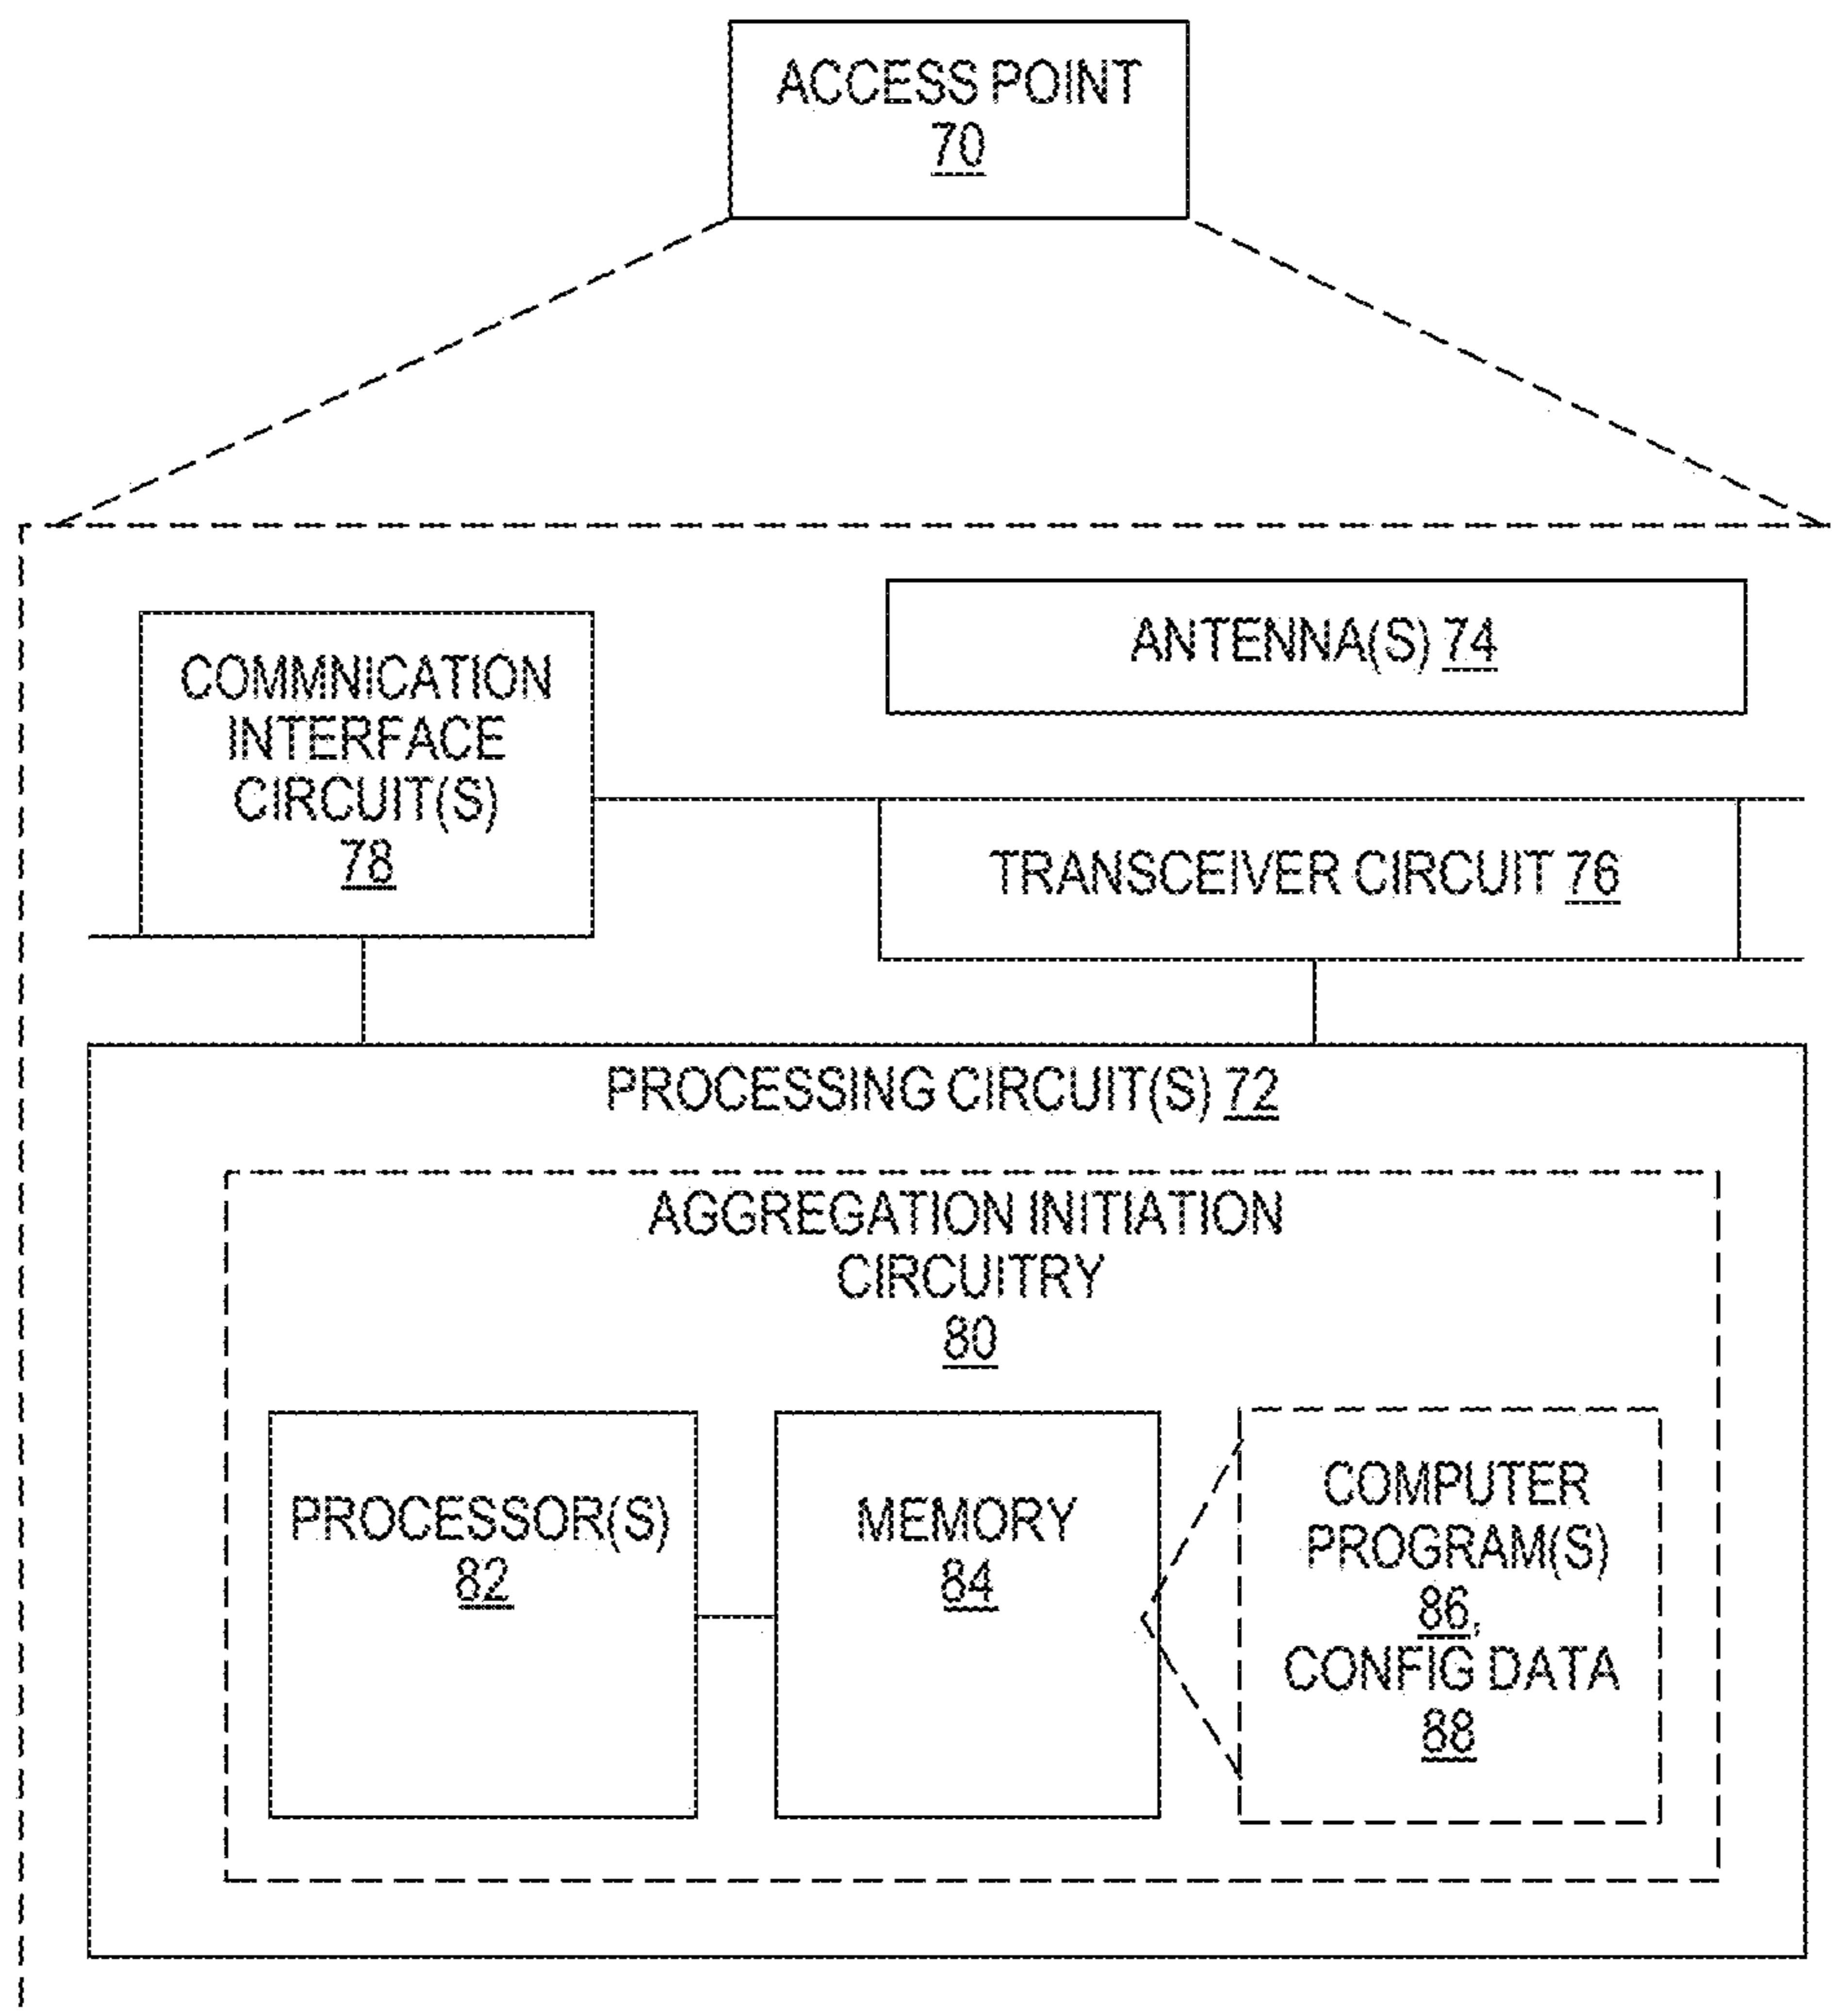 ACCESS POINT
70
ANTENNA(S) 74
COMMNICATION
INTERFACE
CIRCUIT(S)
78
TRANSCEIVER CIRCUIT 76
PROCESSING CIRCUIT(S) 72
AGGREGATION INITIATION
CIRCUITRY
80
PROCESSOR(S)
82
MEMORY
84
COMPUTER
PROGRAM(S)
86,
CONFIG DATA
88